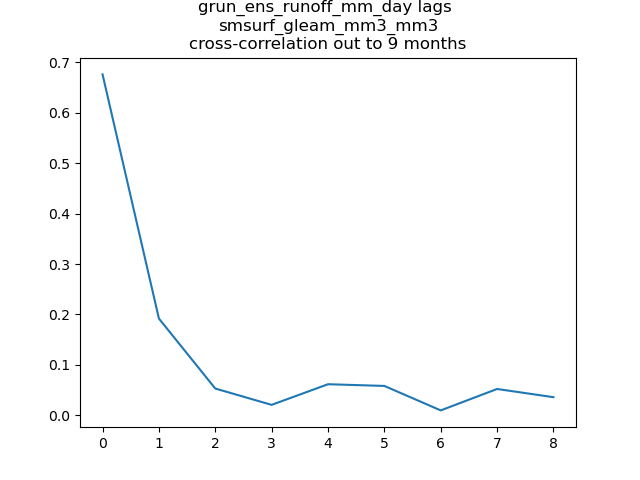 grun_ens_runoff_mm_day lags
smsurf_gleam_mm3_mm3
cross-correlation out to 9 months
0.7
0.6
0.5
0.4
0.3
0.2
0.1
0.0
0 1 2 3 4 5 6 7 8